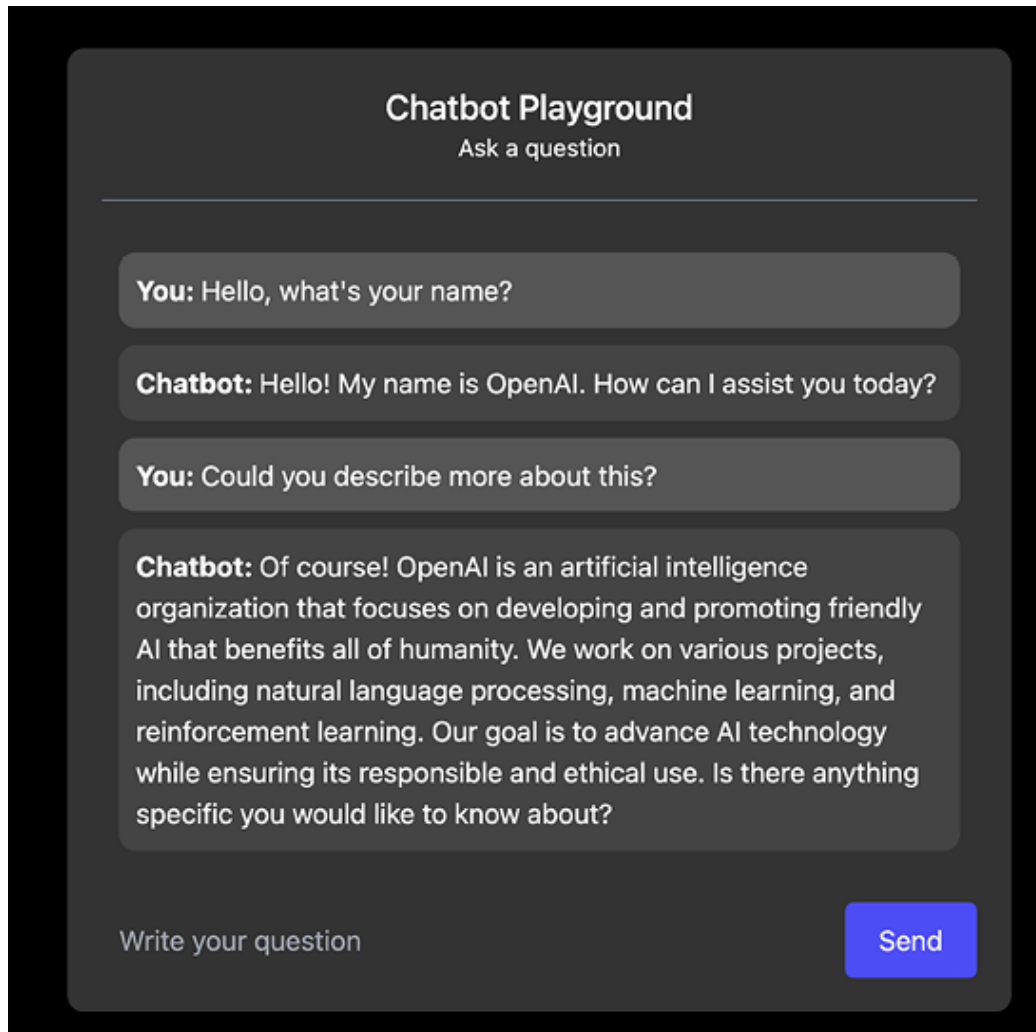 Chatbot Playground
Ask a question
You: Hello, what's your name?
Chatbot: Hello! My name is OpenAI. How can I assist you today?
You: Could you describe more about this?
Chatbot: Of course! OpenAI is an artificial intelligence
organization that focuses on developing and promoting friendly
AI that benefits all of humanity. We work on various projects,
including natural language processing, machine learning, and
reinforcement learning. Our goal is to advance AI technology
while ensuring its responsible and ethical use. Is there anything
specific you would like to know about?
Write your question
Send